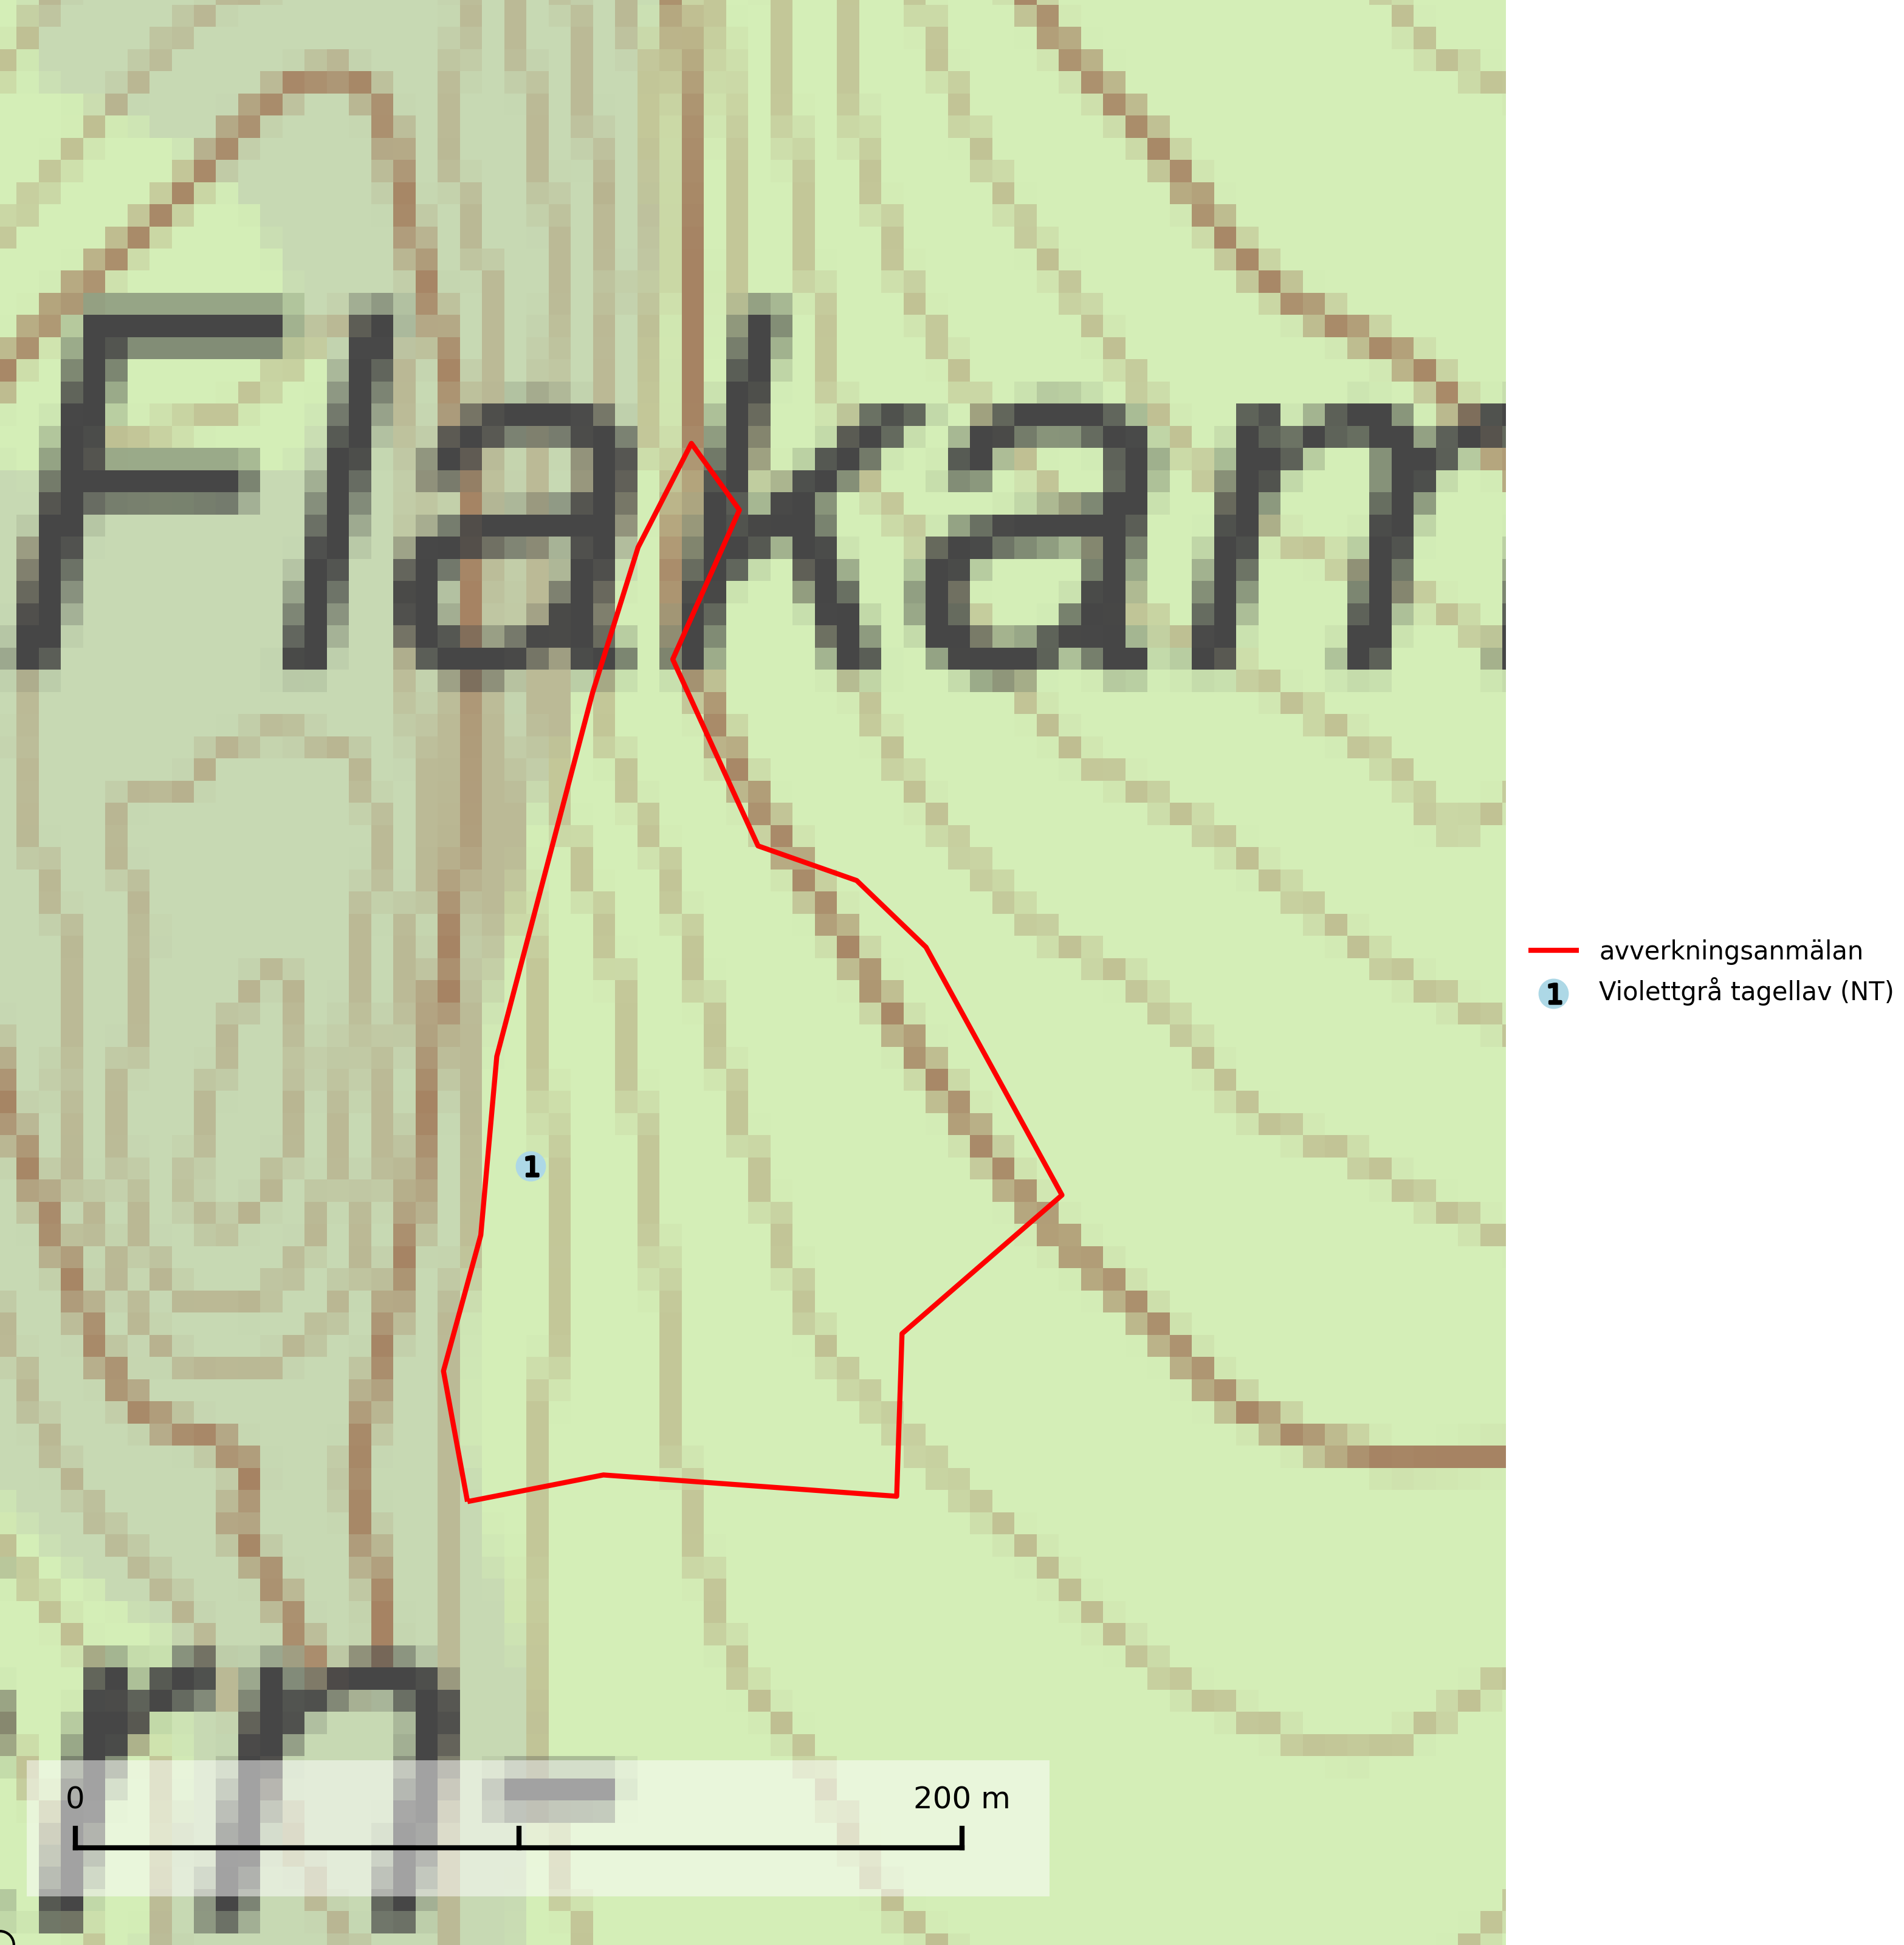 Flakam
avverkningsanmälan
1 Violettgrå tagellav (NT)
1
0 200 m